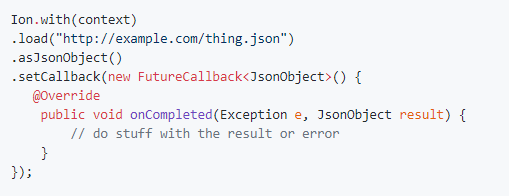 Ion.with(context)
.load("http://example.com/thing.json")
.asJsonObject()
.setCallback(new FutureCallback<JsonObject>() {
   @Override
    public void onCompleted(Exception e, JsonObject result) {
        // do stuff with the result or error
    }
});